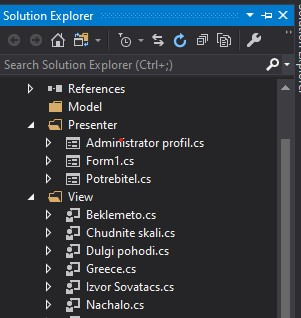 Solution Explorer
Search Solution Explorer (Ctrl+;)
References
Model
Presenter
Administrator profil.cs
Form1.cs
Potrebitel.cs
View
Beklemeto.cs
Chudnite skali.cs
Dulgi pohodi.cs
Greece.cs
Izvor Sovatacs.cs
Nachalo.cs